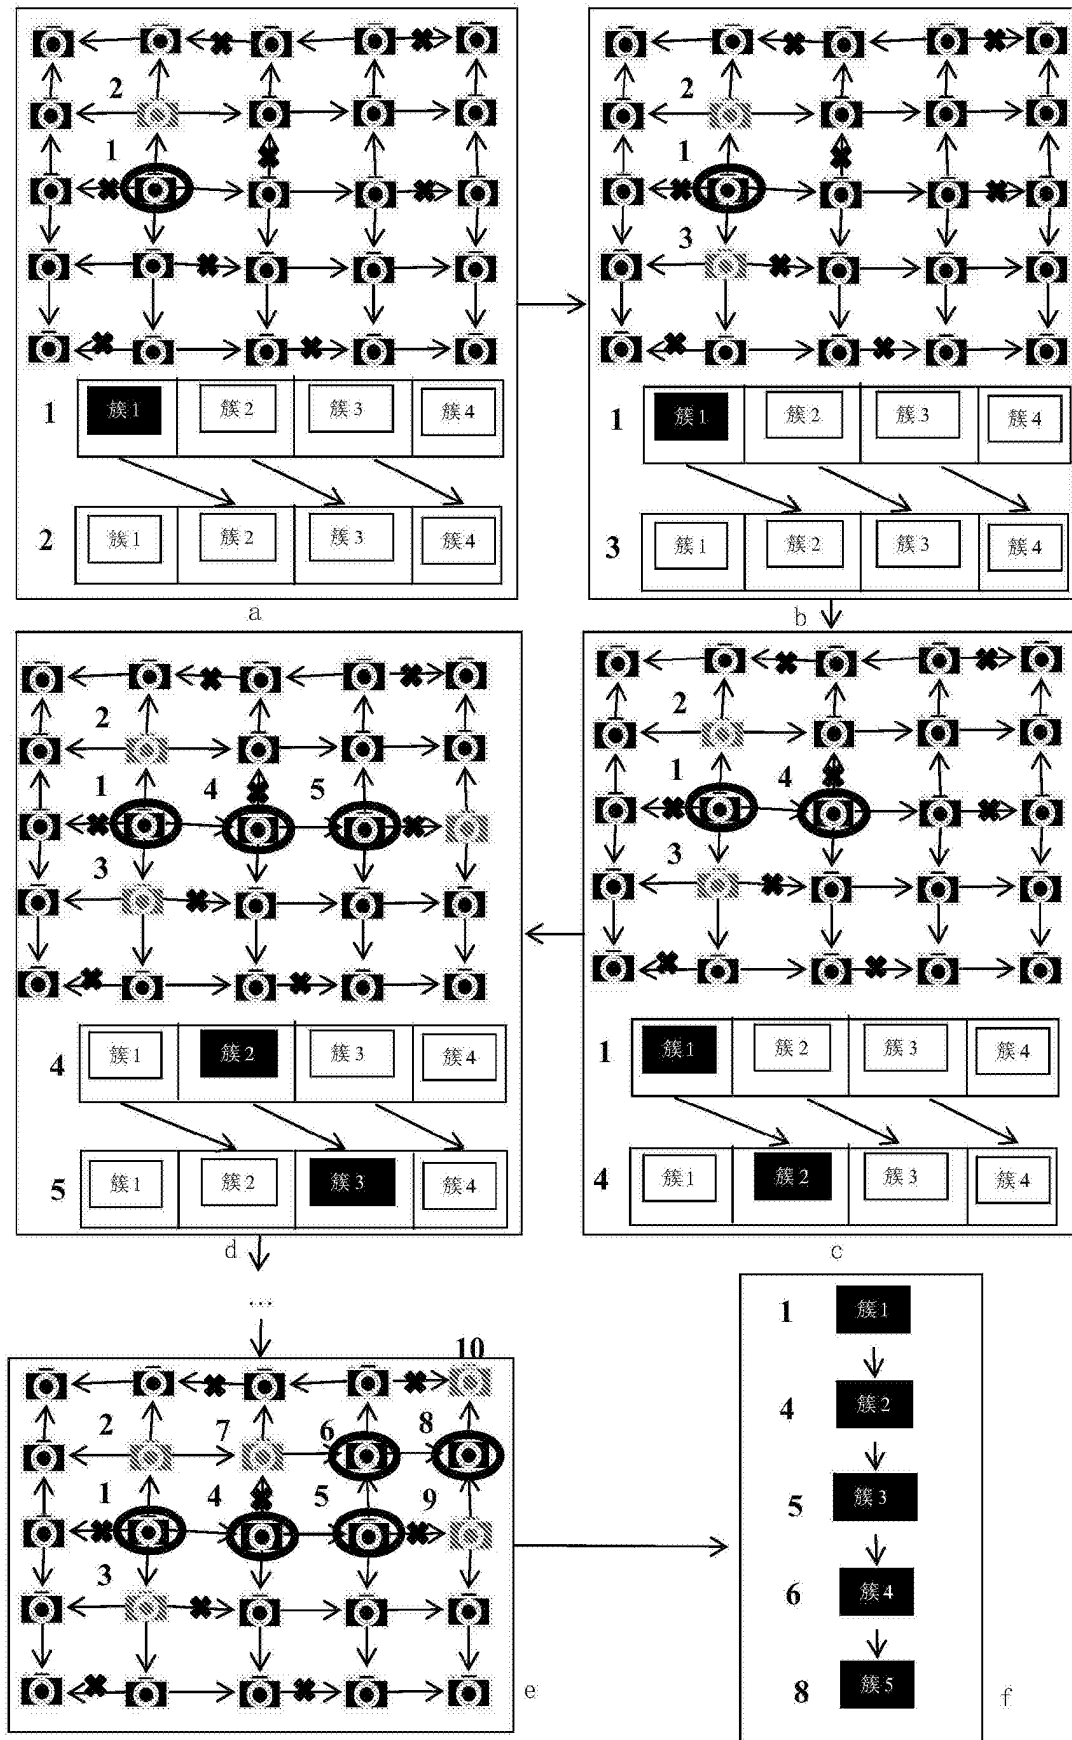 2
1
1 簇1 簇2 簇3 簇4
2 簇1 簇2 簇3 簇4
a
2
1
3
1 簇1 簇2 簇3 簇4
3 簇1 簇2 簇3 簇4
b
2
1 4
3
1 簇1 簇2 簇3 簇4
4 簇1 簇2 簇3 簇4
c
2
1 4 5
3
4 簇1 簇2 簇3 簇4
5 簇1 簇2 簇3 簇4
d
...
10
2 7 6 8
1 4 5 9
3
e
1 簇1
4 簇2
5 簇3
6 簇4
8 簇5
f